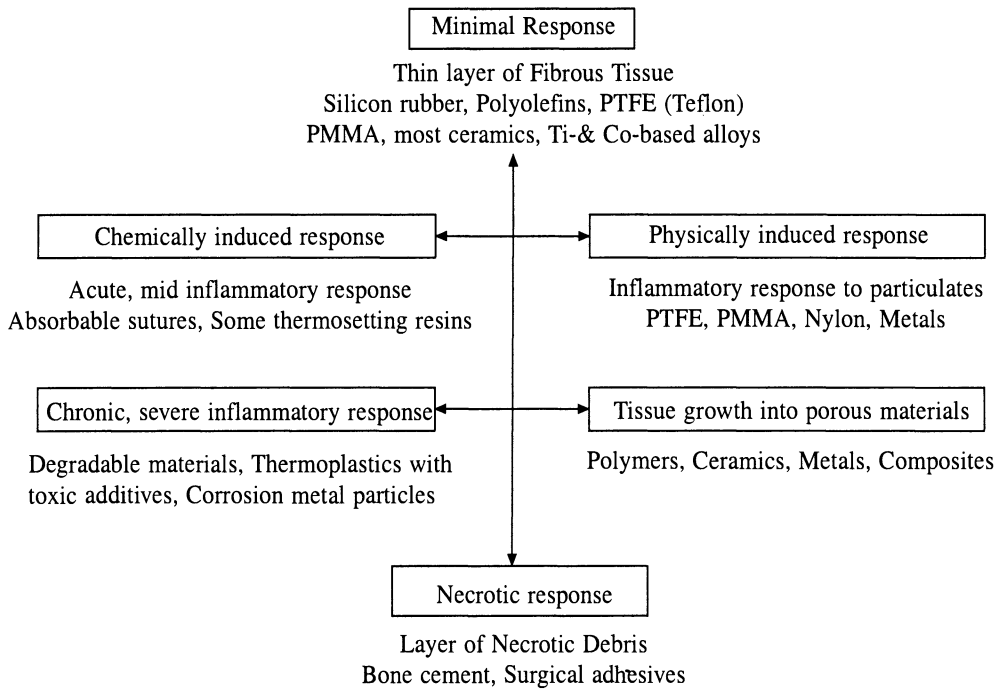 Minimal Response
Thin layer of Fibrous Tissue
Silicon rubber, Polyolefins, PTFE (Teflon)
PMMA, most ceramics, Ti-& Co-based alloys
Chemically induced response
Acute, mid inflammatory response
Absorbable sutures, Some thermosetting resins
Physically induced response
Inflammatory response to particulates
PTFE, PMMA, Nylon, Metals
Chronic, severe inflammatory response
Degradable materials, Thermoplastics with
toxic additives, Corrosion metal particles
Tissue growth into porous materials
Polymers, Ceramics, Metals, Composites
Necrotic response
Layer of Necrotic Debris
Bone cement, Surgical adhesives